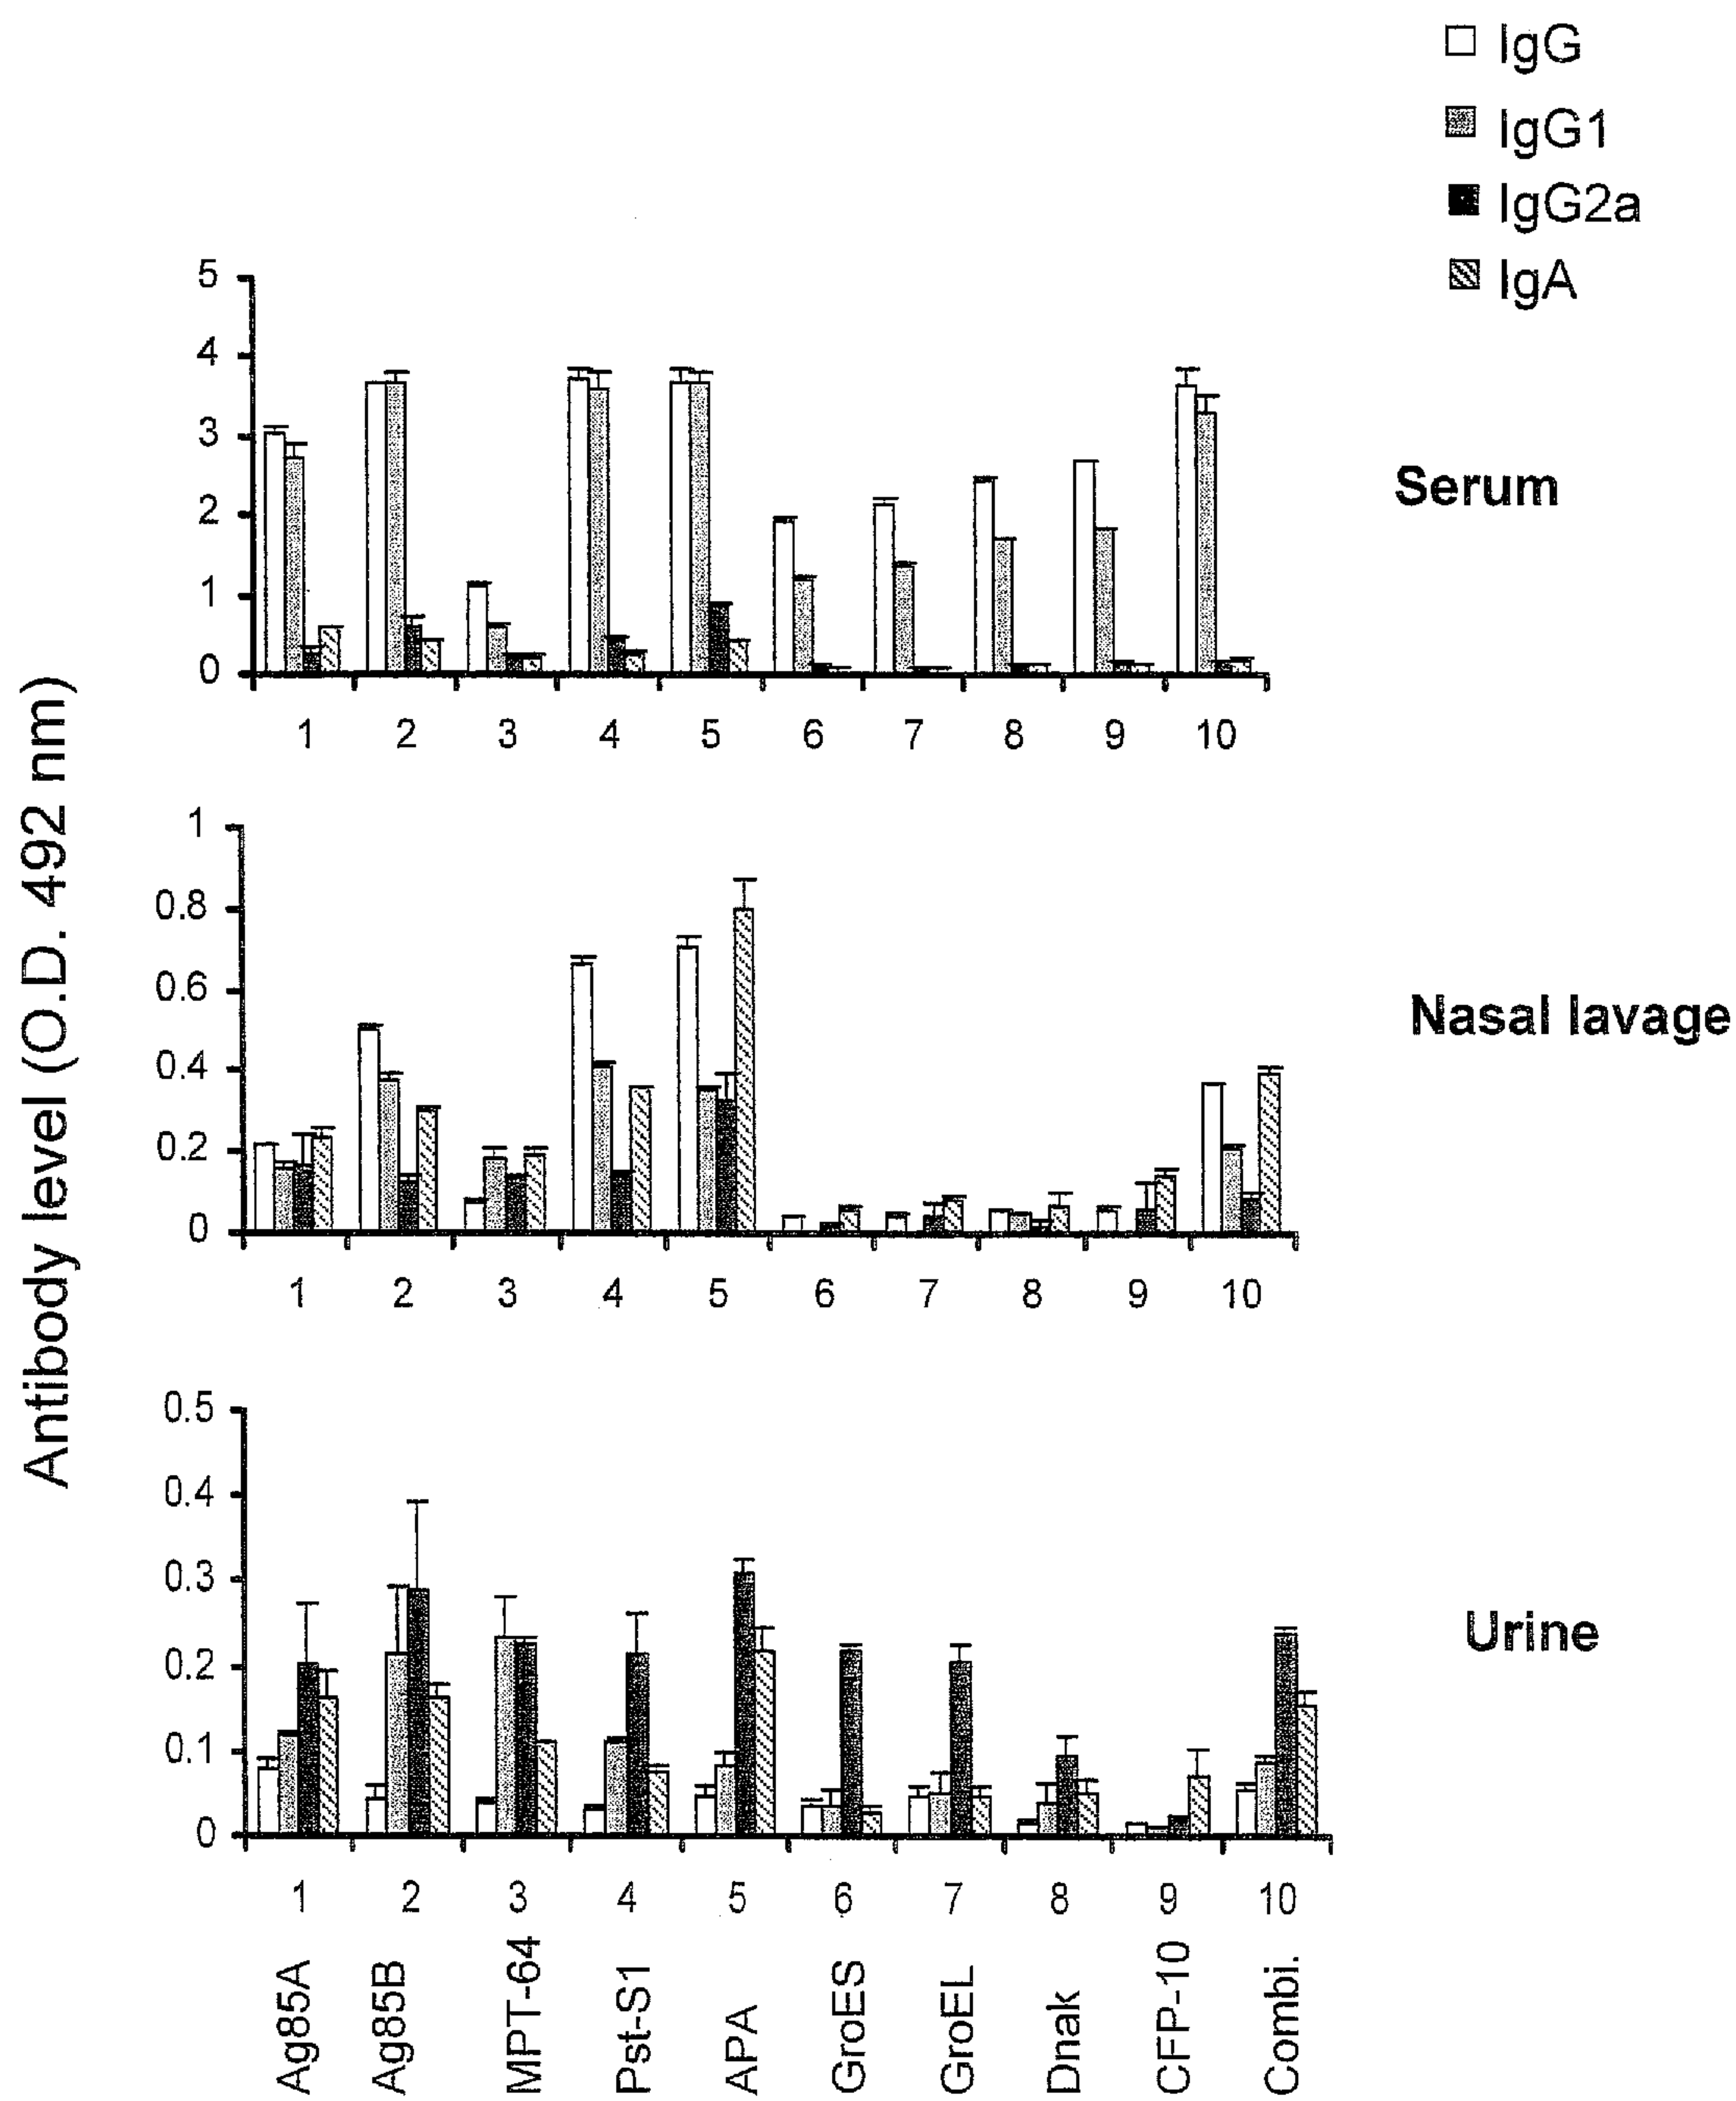 IgG
IgG1
IgG2a
IgA
Antibody level (O.D. 492 nm)
5
4
3
2
1
0
1 2 3 4 5 6 7 8 9 10
Serum
1
0.8
0.6
0.4
0.2
0
1 2 3 4 5 6 7 8 9 10
Nasal lavage
0.5
0.4
0.3
0.2
0.1
0
1 2 3 4 5 6 7 8 9 10
Urine
Ag85A
Ag85B
MPT-64
Pst-S1
APA
GroES
GroEL
Dnak
CFP-10
Combi.